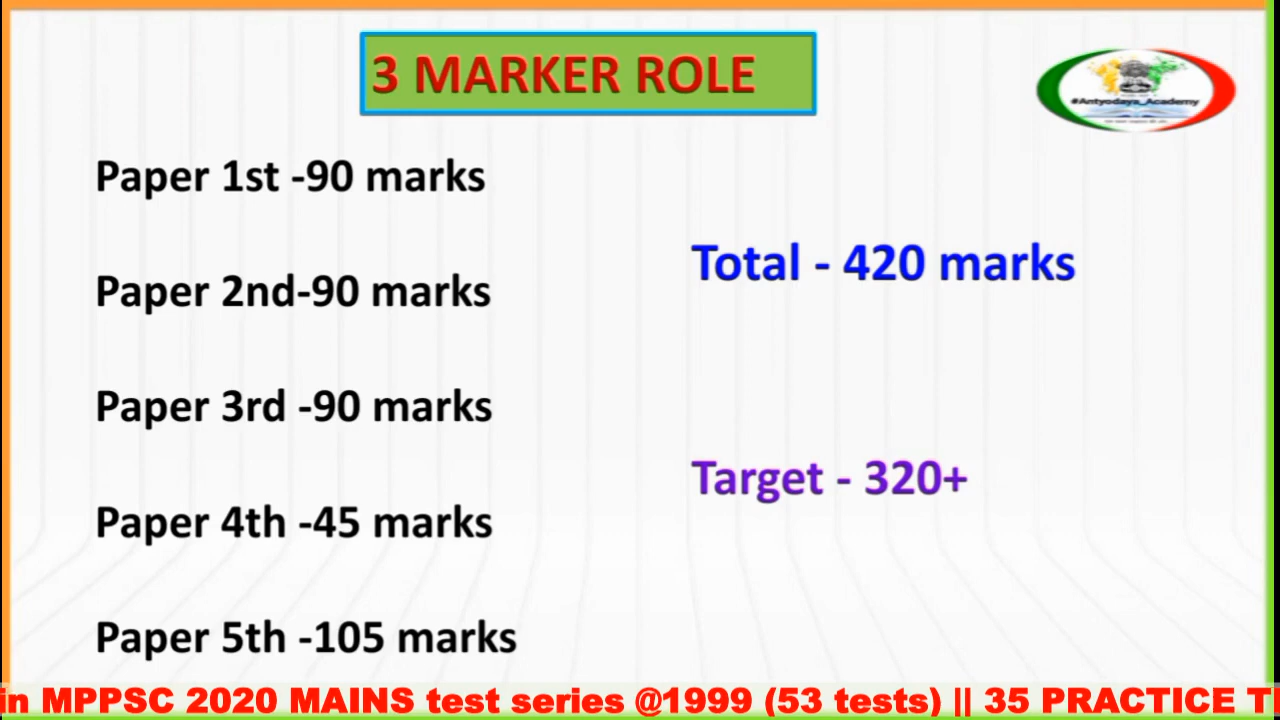 3 MARKER ROLE
#Antyodaya_Academy
Paper 1st -90 marks
Total - 420 marks
Paper 2nd-90 marks
Paper 3rd -90 marks
Target - 320+
Paper 4th -45 marks
Paper 5th -105 marks
in MPPSC 2020 MAINS test series @1999 (53 tests) || 35 PRACTICE T